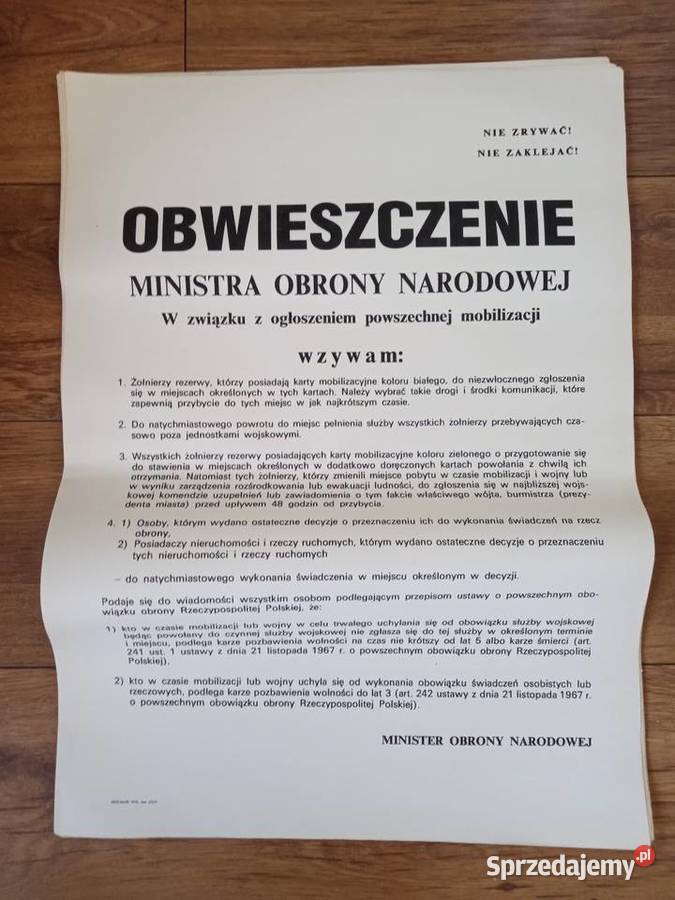 NIE ZRYWAĆ!
NIE ZAKLEJAĆ!
OBWIESZCZENIE
MINISTRA OBRONY NARODOWEJ
W związku z ogłoszeniem powszechnej mobilizacji
wzywam:
1. Żołnierzy rezerwy, którzy posiadają karty mobilizacyjne koloru białego, do niezwłocznego zgłoszenia
się w miejscach określonych w tych kartach. Należy wybrać takie drogi i środki komunikacji, które
zapewnią przybycie do tych miejsc w jak najkrótszym czasie.
2. Do natychmiastowego powrotu do miejsc pełnienia służby wszystkich żołnierzy przebywających cza-
sowo poza jednostkami wojskowymi.
3. Wszystkich żołnierzy rezerwy posiadających karty mobilizacyjne koloru zielonego o przygotowanie się
do stawienia w miejscach określonych w dodatkowo doręczonych kartach powołania z chwilą ich
otrzymania. Natomiast tych żołnierzy, którzy zmienili miejsce pobytu w czasie mobilizacji i wojny lub
w wyniku zarządzenia rozśrodkowania lub ewakuacji ludności, do zgłoszenia się w najbliższej wojs-
kowej komendzie uzupełnień lub zawiadomienia o tym fakcie właściwego wójta, burmistrza (prezy-
denta miasta) przed upływem 48 godzin od przybycia.
4. 1) Osoby, którym wydano ostateczne decyzje o przeznaczeniu ich do wykonania świadczeń na rzecz
obrony,
2) Posiadaczy nieruchomości i rzeczy ruchomych, którym wydano ostateczne decyzje o przeznaczeniu
tych nieruchomości i rzeczy ruchomych
– do natychmiastowego wykonania świadczenia w miejscu określonym w decyzji.
Podaje się do wiadomości wszystkim osobom podlegającym przepisom ustawy o powszechnym obo-
wiązku obrony Rzeczypospolitej Polskiej, że:
1) kto w czasie mobilizacji lub wojny w celu trwałego uchylania się od obowiązku służby wojskowej
będąc powołany do czynnej służby wojskowej nie zgłasza się do tej służby w określonym terminie
i miejscu, podlega karze pozbawienia wolności na czas nie krótszy od lat 5 albo karze śmierci (art.
241 ust. 1 ustawy z dnia 21 listopada 1967 r. o powszechnym obowiązku obrony Rzeczypospolitej
Polskiej),
2) kto w czasie mobilizacji lub wojny uchyla się od wykonania obowiązku świadczeń osobistych lub
rzeczowych, podlega karze pozbawienia wolności do lat 3 (art. 242 ustawy z dnia 21 listopada 1967 r.
o powszechnym obowiązku obrony Rzeczypospolitej Polskiej).
MINISTER OBRONY NARODOWEJ
Sprzedajemy.pl